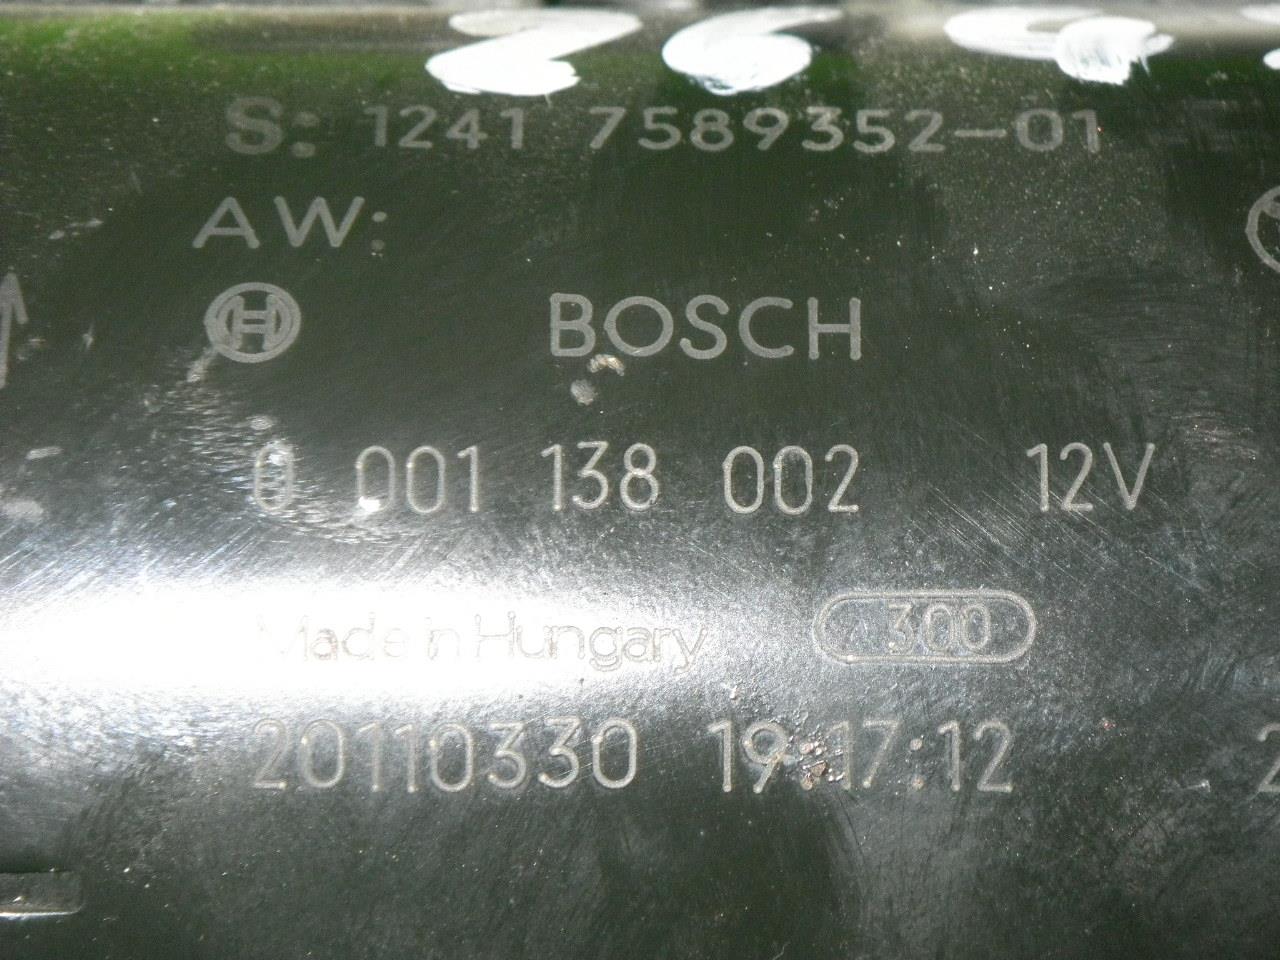 S: 1241 7589352-01
AW:
BOSCH
0 001 138 002 12V
Made in Hungary 300
20110330 19:17:12